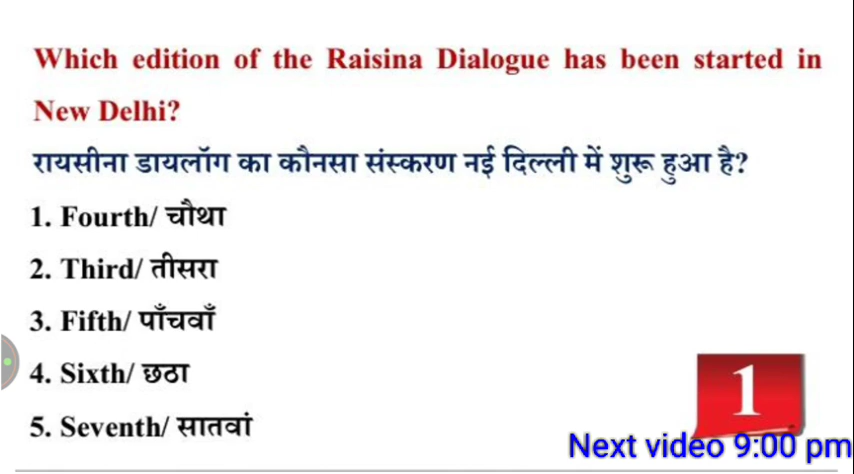 Which edition of the Raisina Dialogue has been started in
New Delhi?
रायसीना डायलॉग का कौनसा संस्करण नई दिल्ली में शुरू हुआ है?
1. Fourth/ चौथा
2. Third/ तीसरा
3. Fifth/ पाँचवाँ
4. Sixth/ छठा
5. Seventh/ सातवां
1
Next video 9:00 pm